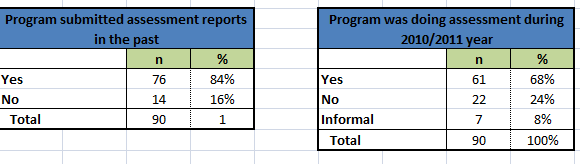 Program submitted assessment reports
in the past
n %
Yes 76 84%
No 14 16%
Total 90 1
Program was doing assessment during
2010/2011 year
n %
Yes 61 68%
No 22 24%
Informal 7 8%
Total 90 100%